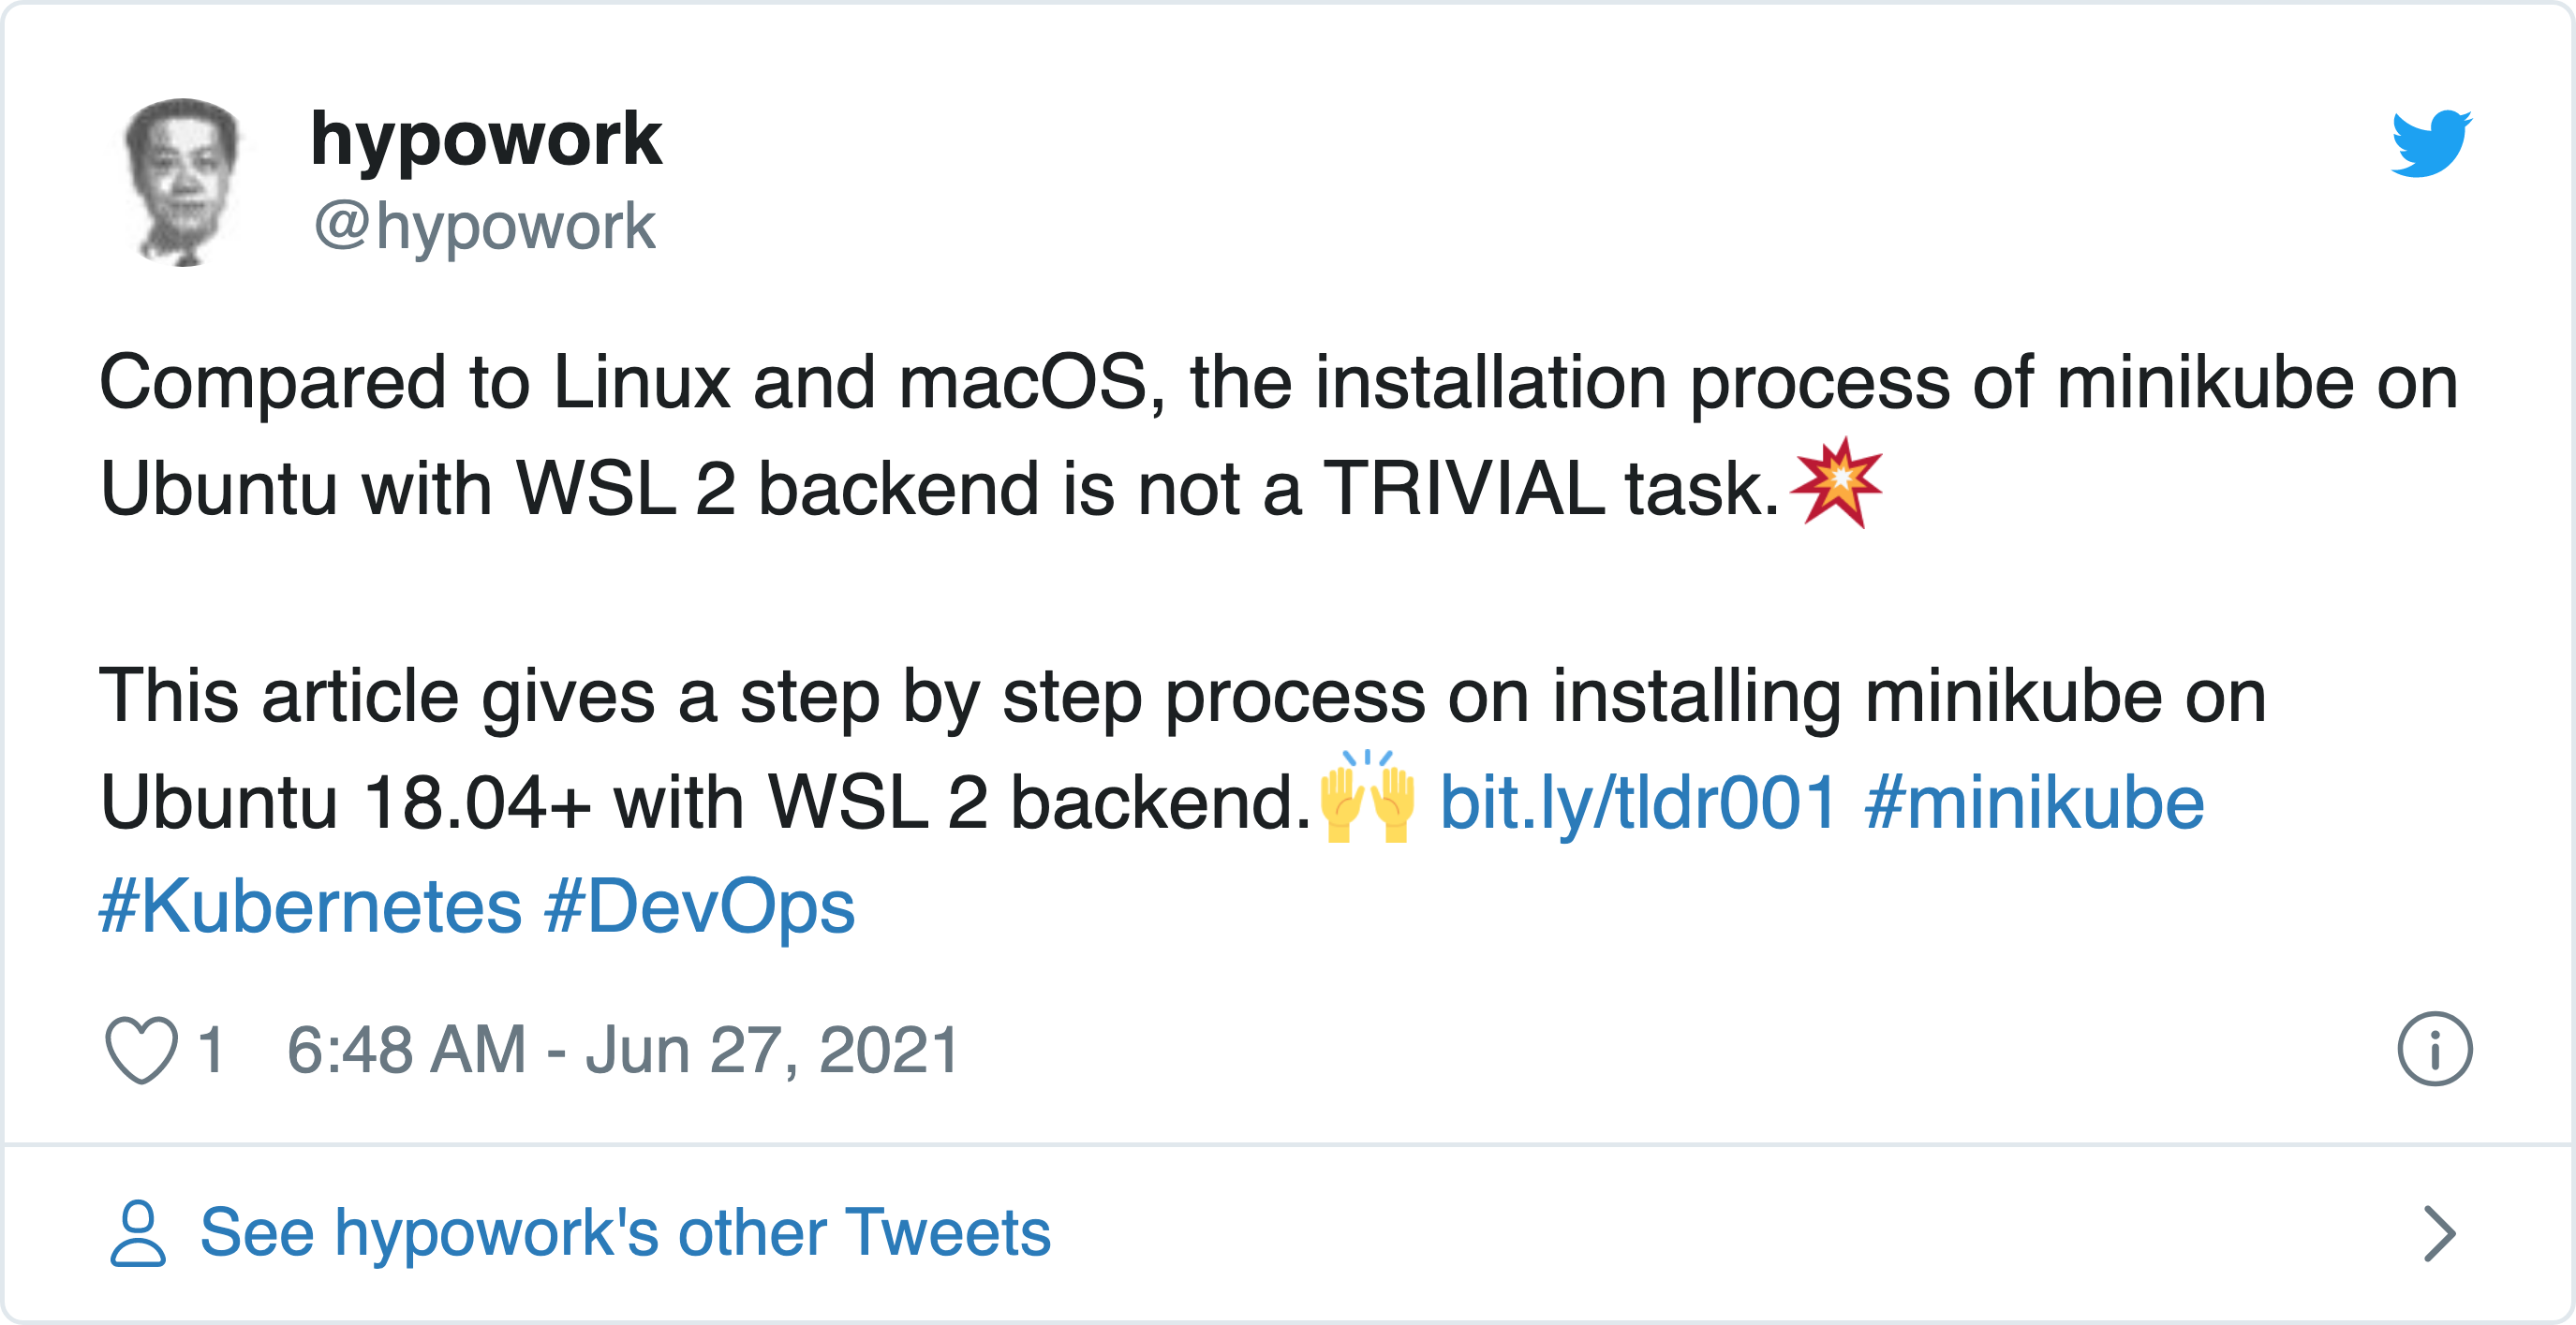 hypowork
@hypowork
Compared to Linux and macOS, the installation process of minikube on
Ubuntu with WSL 2 backend is not a TRIVIAL task.💥
This article gives a step by step process on installing minikube on
Ubuntu 18.04+ with WSL 2 backend.🙌 bit.ly/tldr001 #minikube
#Kubernetes #DevOps
1 6:48 AM - Jun 27, 2021
See hypowork's other Tweets